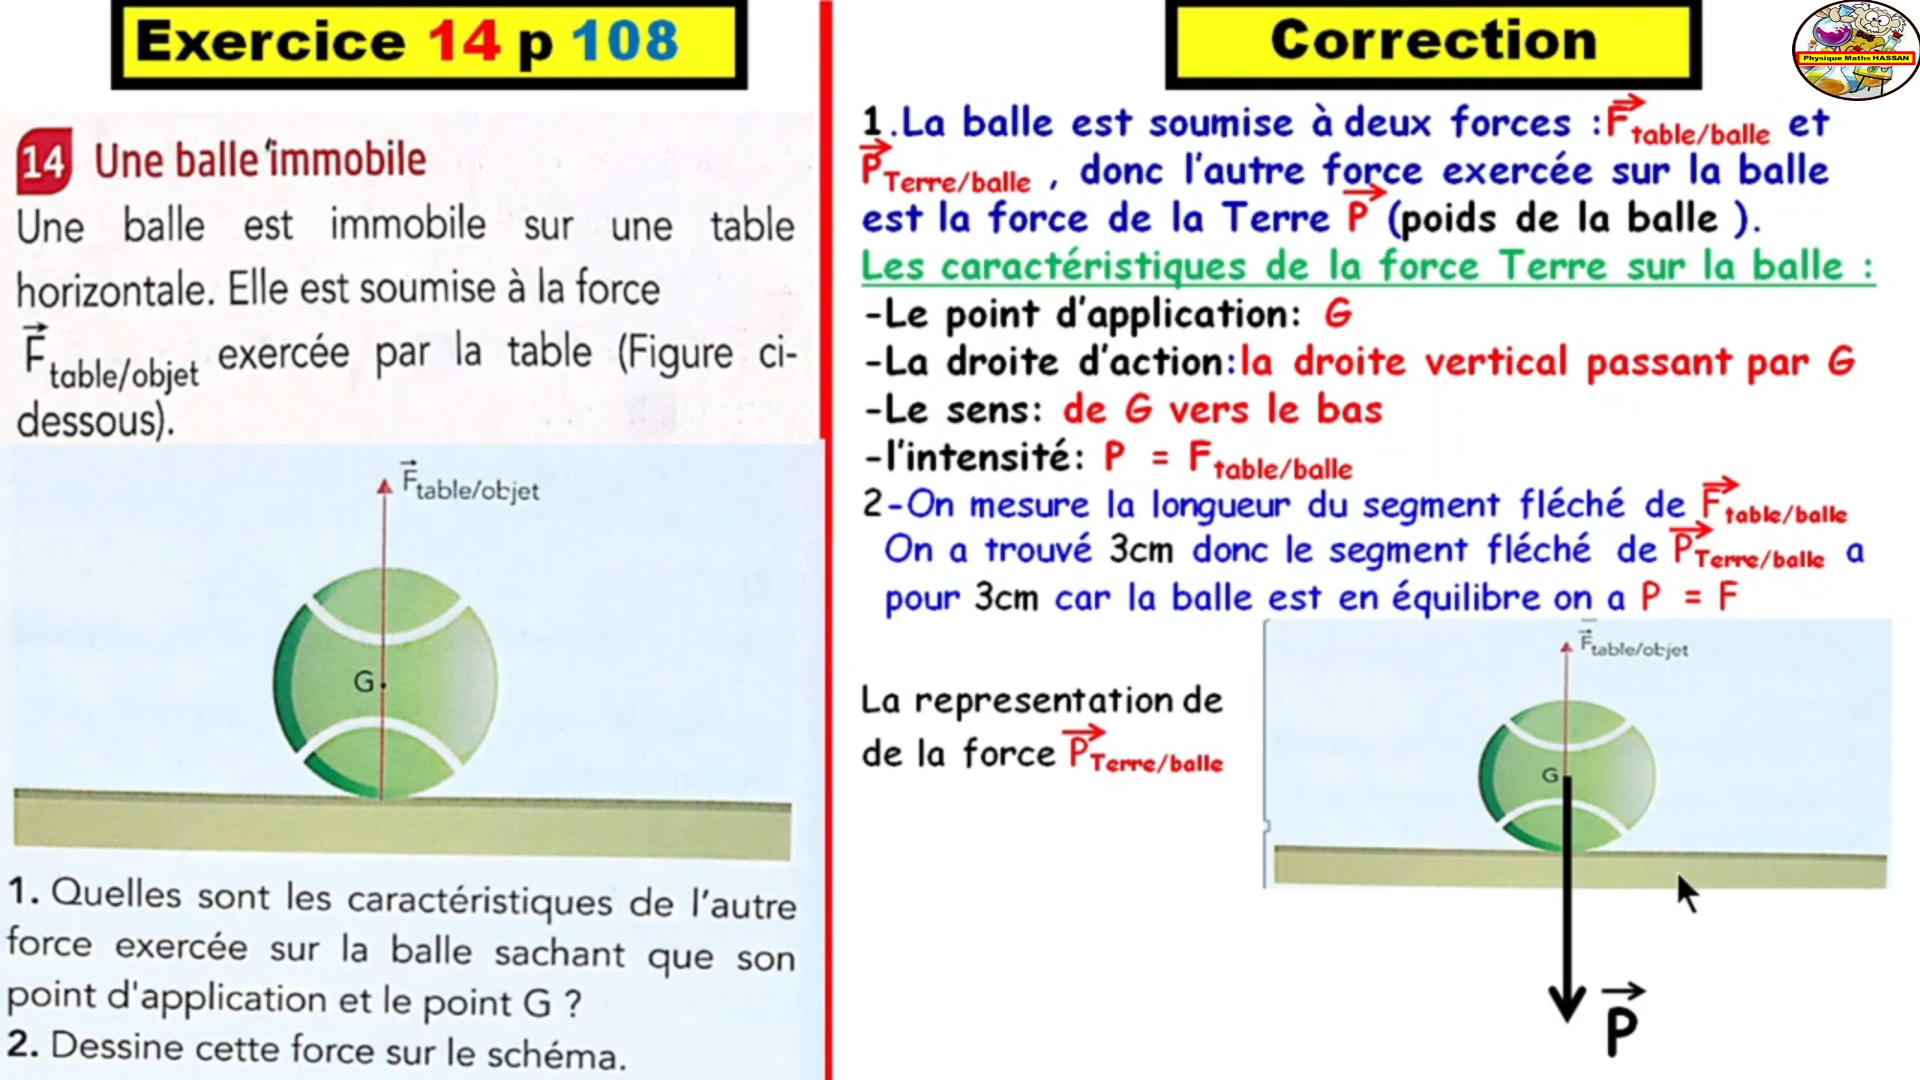 Exercice 14 p 108
14 Une balle immobile
Une balle est immobile sur une table
horizontale. Elle est soumise à la force
F table/objet exercée par la table (Figure ci-
dessous).
F table/objet
G
1. Quelles sont les caractéristiques de l'autre
force exercée sur la balle sachant que son
point d'application et le point G ?
2. Dessine cette force sur le schéma.
Correction
Physique Maths HASSAN
1.La balle est soumise à deux forces :F table/balle et
P Terre/balle , donc l'autre force exercée sur la balle
est la force de la Terre P (poids de la balle ).
Les caractéristiques de la force Terre sur la balle :
-Le point d'application: G
-La droite d'action:la droite vertical passant par G
-Le sens: de G vers le bas
-l'intensité: P = F table/balle
2-On mesure la longueur du segment fléché de F table/balle
On a trouvé 3cm donc le segment fléché de P Terre/balle a
pour 3cm car la balle est en équilibre on a P = F
La representation de
de la force P Terre/balle
F table/objet
G
P